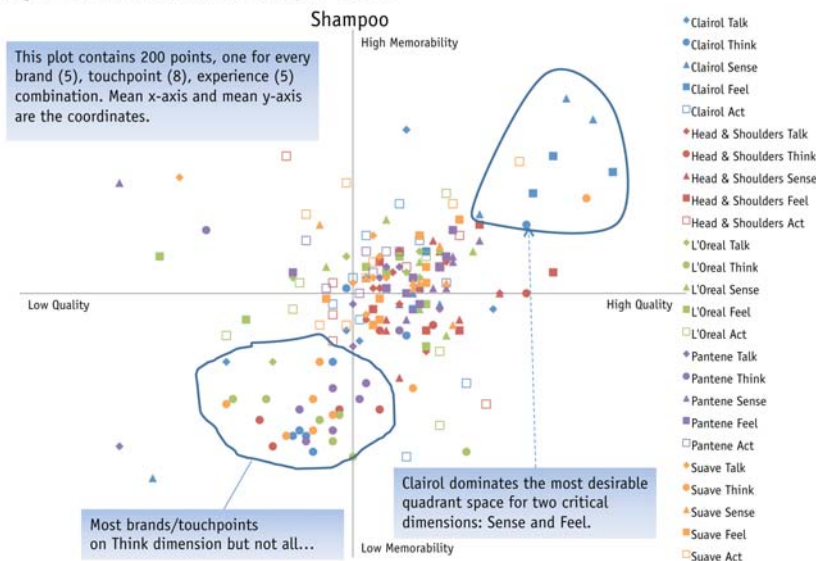 Shampoo
High Memorability
This plot contains 200 points, one for every
brand (5), touchpoint (8), experience (5)
combination. Mean x-axis and mean y-axis
are the coordinates.
Low Quality
High Quality
Clairol dominates the most desirable
quadrant space for two critical
dimensions: Sense and Feel.
Most brands/touchpoints
on Think dimension but not all...
Low Memorability
Clairol Talk
Clairol Think
Clairol Sense
Clairol Feel
Clairol Act
Head & Shoulders Talk
Head & Shoulders Think
Head & Shoulders Sense
Head & Shoulders Feel
Head & Shoulders Act
L'Oreal Talk
L'Oreal Think
L'Oreal Sense
L'Oreal Feel
L'Oreal Act
Pantene Talk
Pantene Think
Pantene Sense
Pantene Feel
Pantene Act
Suave Talk
Suave Think
Suave Sense
Suave Feel
Suave Act